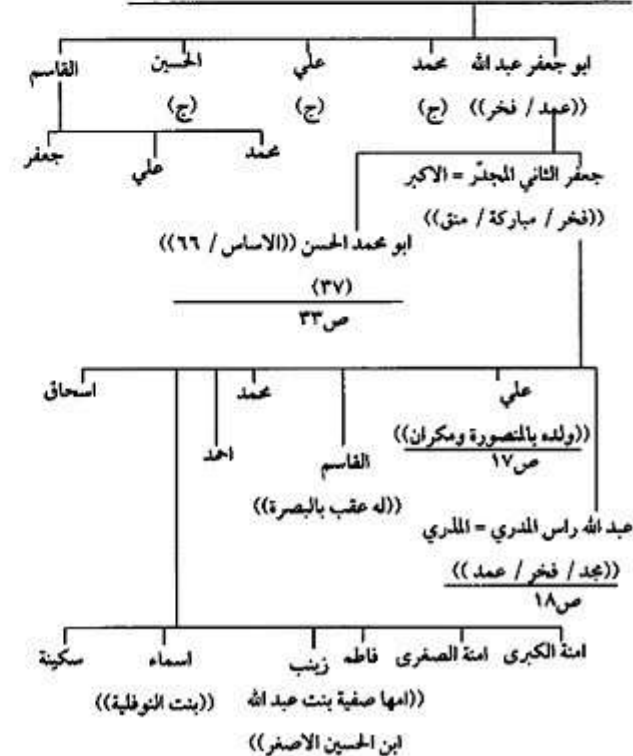 ابو جعفر عبد الله محمد علي الحسين القاسم
((عمد / فخر)) (ج) (ج) (ج)
محمد علي جعفر
جعفر الثاني المجدّر = الاكبر
((فخر / مباركة / منق))
ابو محمد الحسن ((الاساس / ٦٦))
(٣٧)
ص٣٣
علي محمد اسحاق
((ولده بالمنصورة ومكران))
ص١٧
القاسم احمد
((له عقب بالبصرة))
عبد الله راس المدري = المذري
((مجد / فخر / عمد))
ص١٨
امنة الكبرى امنة الصغرى فاطمه زينب اسماء سكينة
((امها صفية بنت عبد الله ((بنت النوفلية))
ابن الحسين الاصغر))